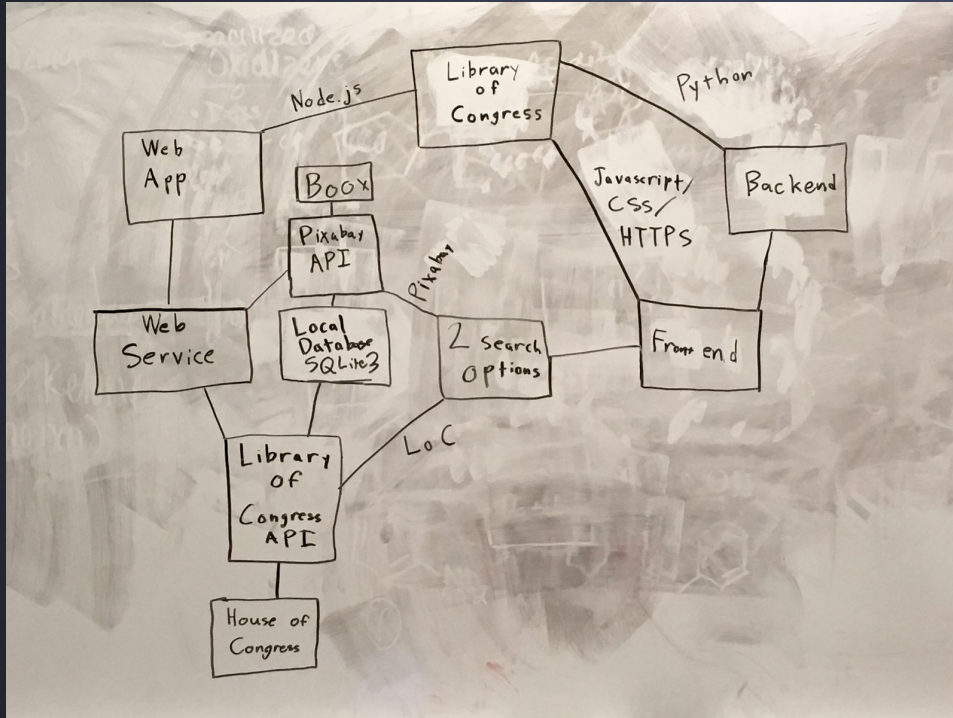 Library
of
Congress
Node.js
Python
Web
App
Boox
Javascript/
CSS/
HTTPS
Backend
Pixabay
API
Pixabay
Web
Service
Local
Database
SQLite3
2 search
options
Front end
LoC
Library
of
Congress
API
House of
Congress